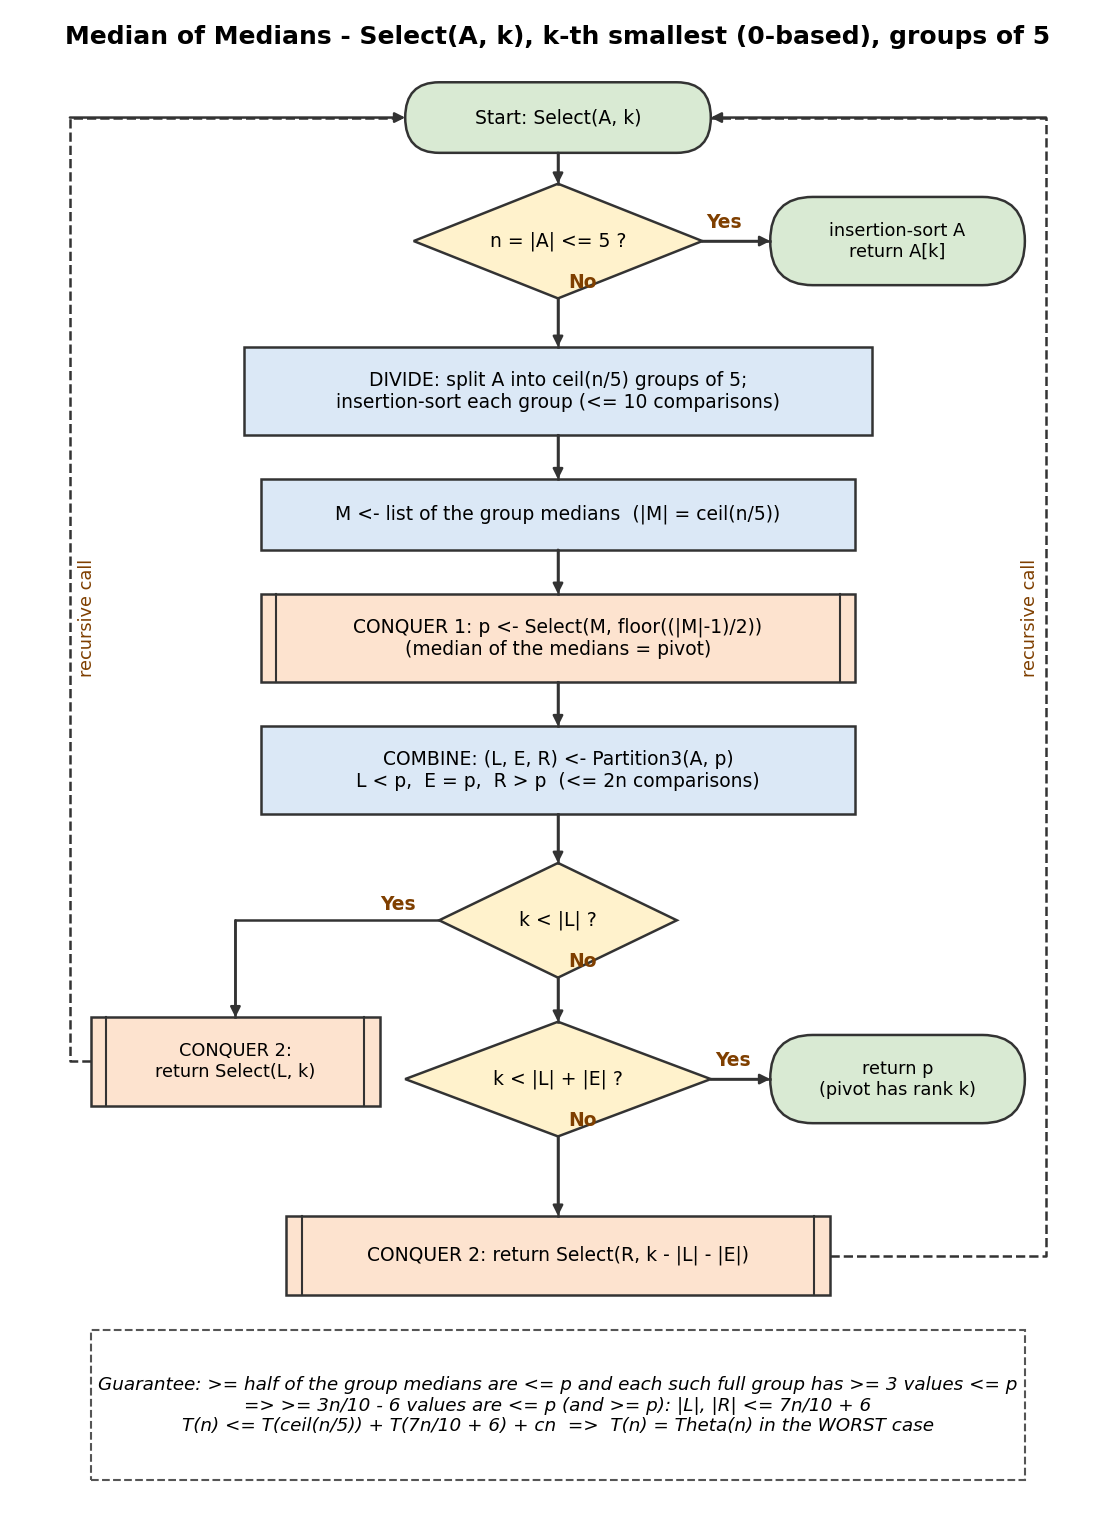 Median of Medians - Select(A, k), k-th smallest (0-based), groups of 5
Start: Select(A, k)
n = |A| <= 5 ?
Yes
insertion-sort A
return A[k]
No
DIVIDE: split A into ceil(n/5) groups of 5;
insertion-sort each group (<= 10 comparisons)
M <- list of the group medians  (|M| = ceil(n/5))
recursive call
recursive call
CONQUER 1: p <- Select(M, floor((|M|-1)/2))
(median of the medians = pivot)
COMBINE: (L, E, R) <- Partition3(A, p)
L < p,  E = p,  R > p  (<= 2n comparisons)
Yes
k < |L| ?
No
CONQUER 2:
return Select(L, k)
k < |L| + |E| ?
Yes
return p
(pivot has rank k)
No
CONQUER 2: return Select(R, k - |L| - |E|)
Guarantee: >= half of the group medians are <= p and each such full group has >= 3 values <= p
=> >= 3n/10 - 6 values are <= p (and >= p): |L|, |R| <= 7n/10 + 6
T(n) <= T(ceil(n/5)) + T(7n/10 + 6) + cn  =>  T(n) = Theta(n) in the WORST case